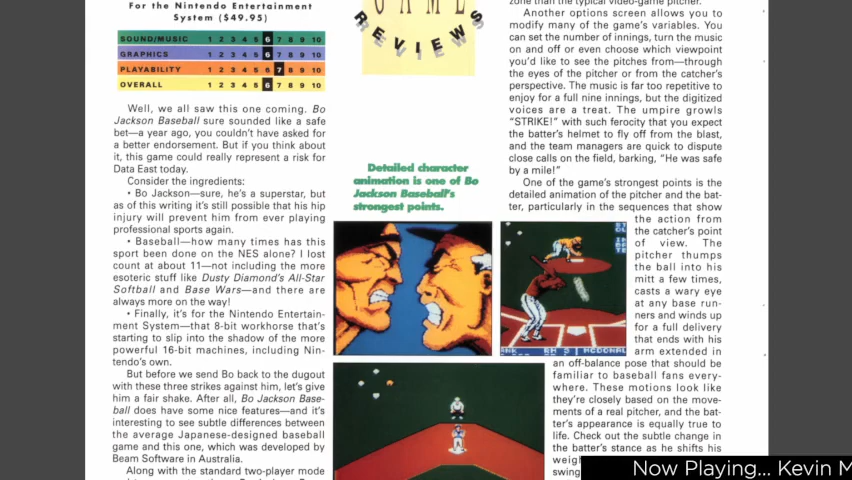 For the Nintendo Entertainment
System ($49.95)
SOUND/MUSIC 1 2 3 4 5 6 7 8 9 10
GRAPHICS 1 2 3 4 5 6 7 8 9 10
PLAYABILITY 1 2 3 4 5 6 7 8 9 10
OVERALL 1 2 3 4 5 6 7 8 9 10
Well, we all saw this one coming. Bo
Jackson Baseball sure sounded like a safe
bet—a year ago, you couldn't have asked for
a better endorsement. But if you think about
it, this game could really represent a risk for
Data East today.
Consider the ingredients:
• Bo Jackson—sure, he's a superstar, but
as of this writing it's still possible that his hip
injury will prevent him from ever playing
professional sports again.
• Baseball—how many times has this
sport been done on the NES alone? I lost
count at about 11—not including the more
esoteric stuff like Dusty Diamond's All-Star
Softball and Base Wars—and there are
always more on the way!
• Finally, it's for the Nintendo Entertain-
ment System—that 8-bit workhorse that's
starting to slip into the shadow of the more
powerful 16-bit machines, including Nin-
tendo's own.
But before we send Bo back to the dugout
with these three strikes against him, let's give
him a fair shake. After all, Bo Jackson Base-
ball does have some nice features—and it's
interesting to see subtle differences between
the average Japanese-designed baseball
game and this one, which was developed by
Beam Software in Australia.
Along with the standard two-player mode
GAME
REVIEWS
Detailed character
animation is one of Bo
Jackson Baseball's
strongest points.
zone than the typical video-game pitcher.
Another options screen allows you to
modify many of the game's variables. You
can set the number of innings, turn the music
on and off or even choose which viewpoint
you'd like to see the pitches from—through
the eyes of the pitcher or from the catcher's
perspective. The music is far too repetitive to
enjoy for a full nine innings, but the digitized
voices are a treat. The umpire growls
"STRIKE!" with such ferocity that you expect
the batter's helmet to fly off from the blast,
and the team managers are quick to dispute
close calls on the field, barking, "He was safe
by a mile!"
One of the game's strongest points is the
detailed animation of the pitcher and the bat-
ter, particularly in the sequences that show
the action from
the catcher's point
of view. The
pitcher thumps
the ball into his
mitt a few times,
casts a wary eye
at any base run-
ners and winds up
for a full delivery
that ends with his
arm extended in
an off-balance pose that should be
familiar to baseball fans every-
where. These motions look like
they're closely based on the move-
ments of a real pitcher, and the bat-
ter's appearance is equally true to
life. Check out the subtle change in
the batter's stance as he shifts his
weigh
swing
Now Playing... Kevin M